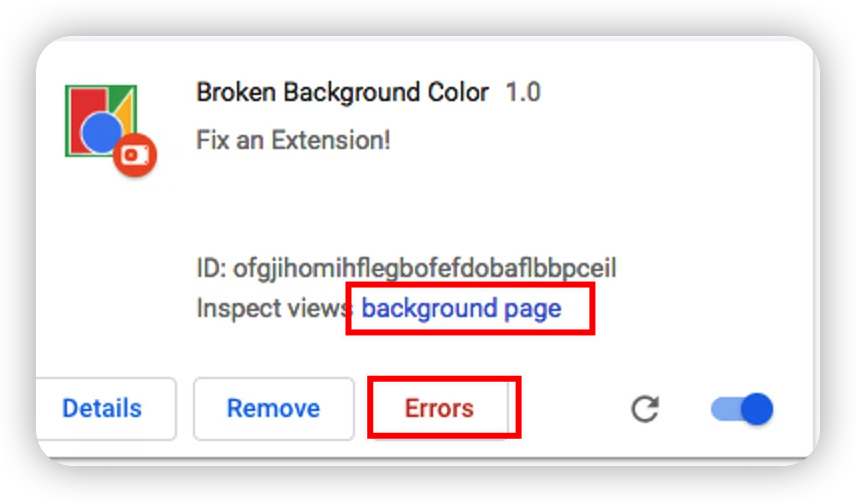 Broken Background Color 1.0
Fix an Extension!
ID: ofgjihomihflegbofefdobaflbbpceil
Inspect views background page
Details Remove Errors